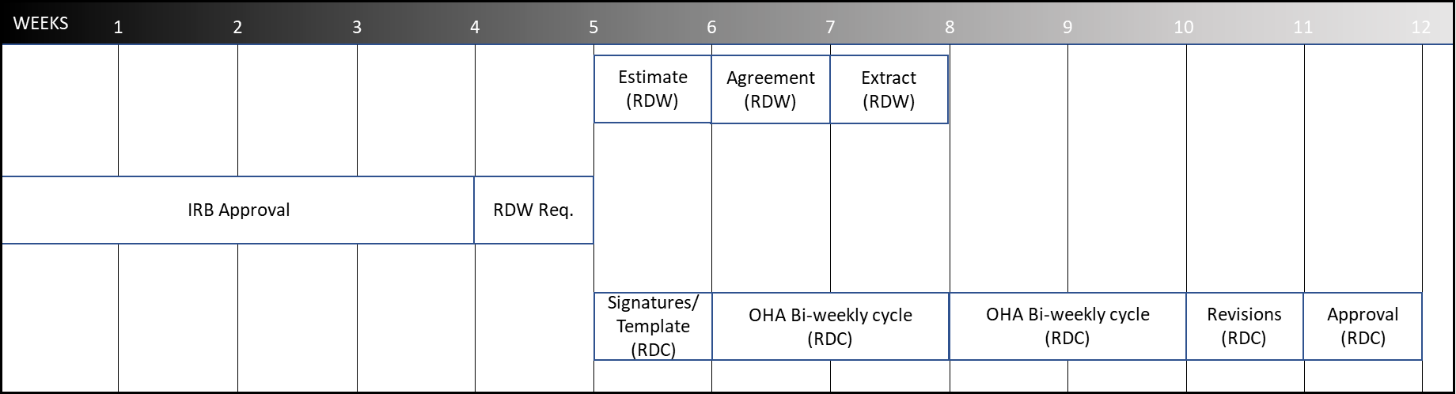 WEEKS 1 2 3 4 5 6 7 8 9 10 11 12
Estimate
(RDW)
Agreement
(RDW)
Extract
(RDW)
IRB Approval
RDW Req.
Signatures/
Template
(RDC)
OHA Bi-weekly cycle
(RDC)
OHA Bi-weekly cycle
(RDC)
Revisions
(RDC)
Approval
(RDC)